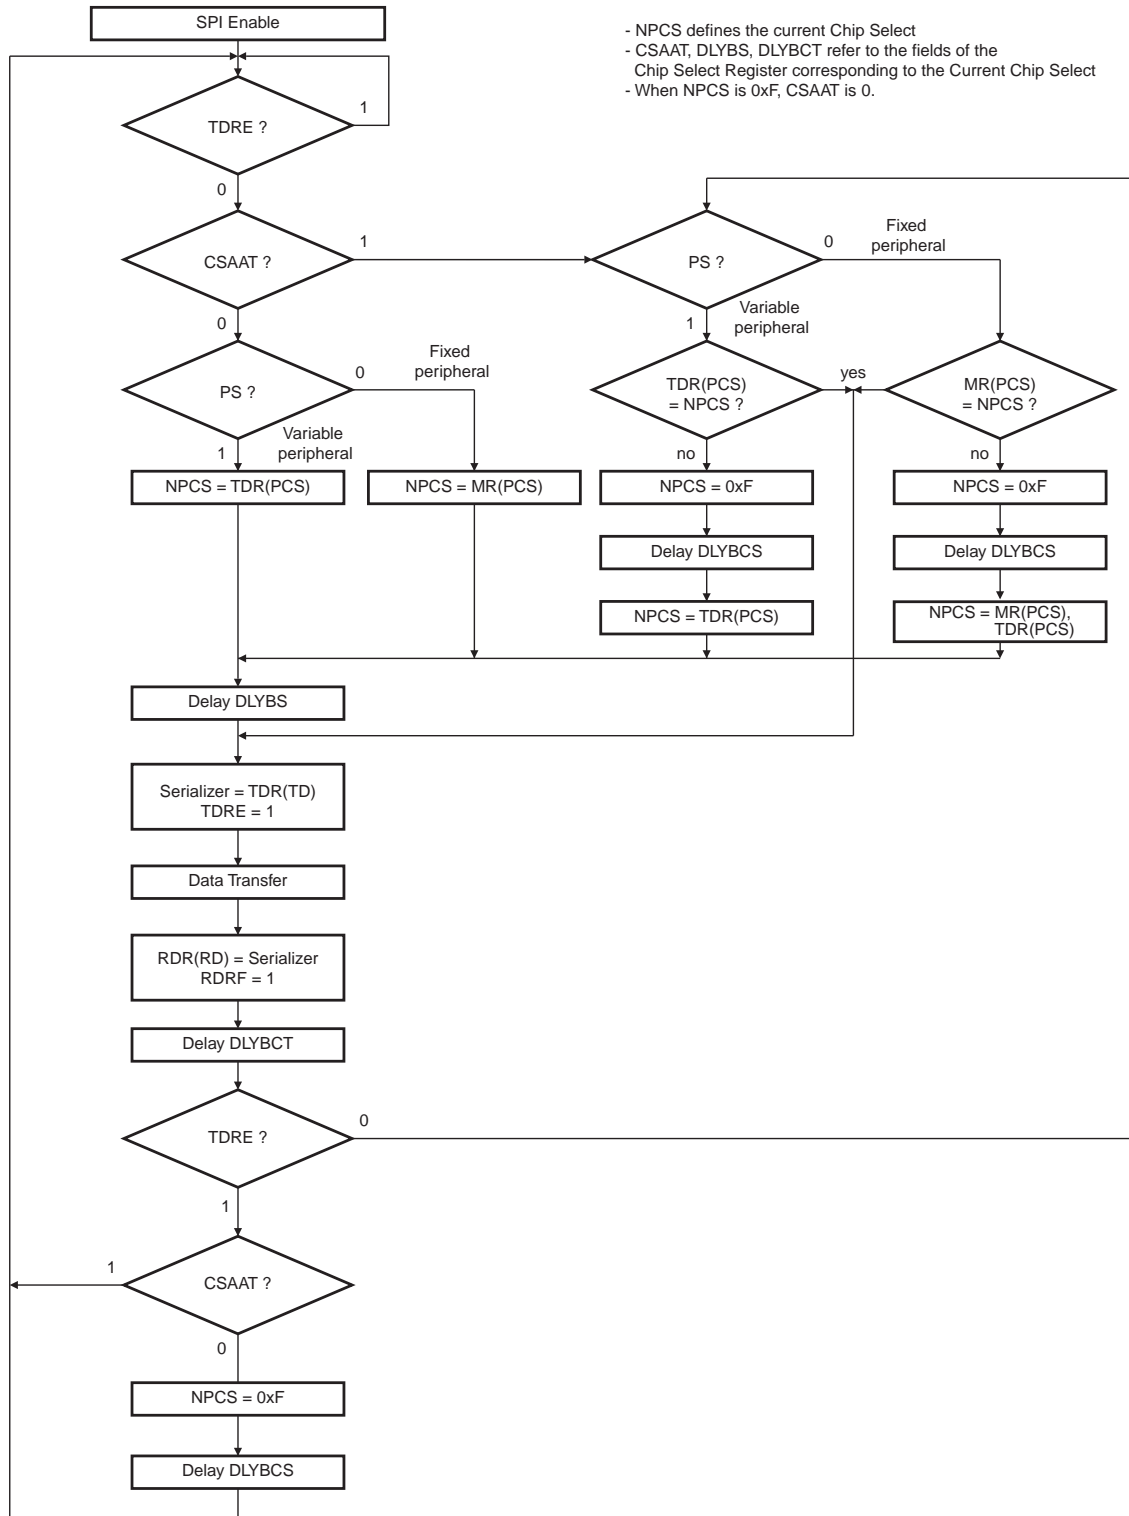 SPI Enable
- NPCS defines the current Chip Select
- CSAAT, DLYBS, DLYBCT refer to the fields of the
Chip Select Register corresponding to the Current Chip Select
- When NPCS is 0xF, CSAAT is 0.
TDRE ?
1
0
CSAAT ?
1
PS ?
0
Fixed
peripheral
0
1
Variable
peripheral
PS ?
0
Fixed
peripheral
1
Variable
peripheral
TDR(PCS)
= NPCS ?
yes
MR(PCS)
= NPCS ?
no
no
NPCS = TDR(PCS)
NPCS = MR(PCS)
NPCS = 0xF
NPCS = 0xF
Delay DLYBCS
Delay DLYBCS
NPCS = TDR(PCS)
NPCS = MR(PCS),
TDR(PCS)
Delay DLYBS
Serializer = TDR(TD)
TDRE = 1
Data Transfer
RDR(RD) = Serializer
RDRF = 1
Delay DLYBCT
TDRE ?
0
1
CSAAT ?
1
0
NPCS = 0xF
Delay DLYBCS